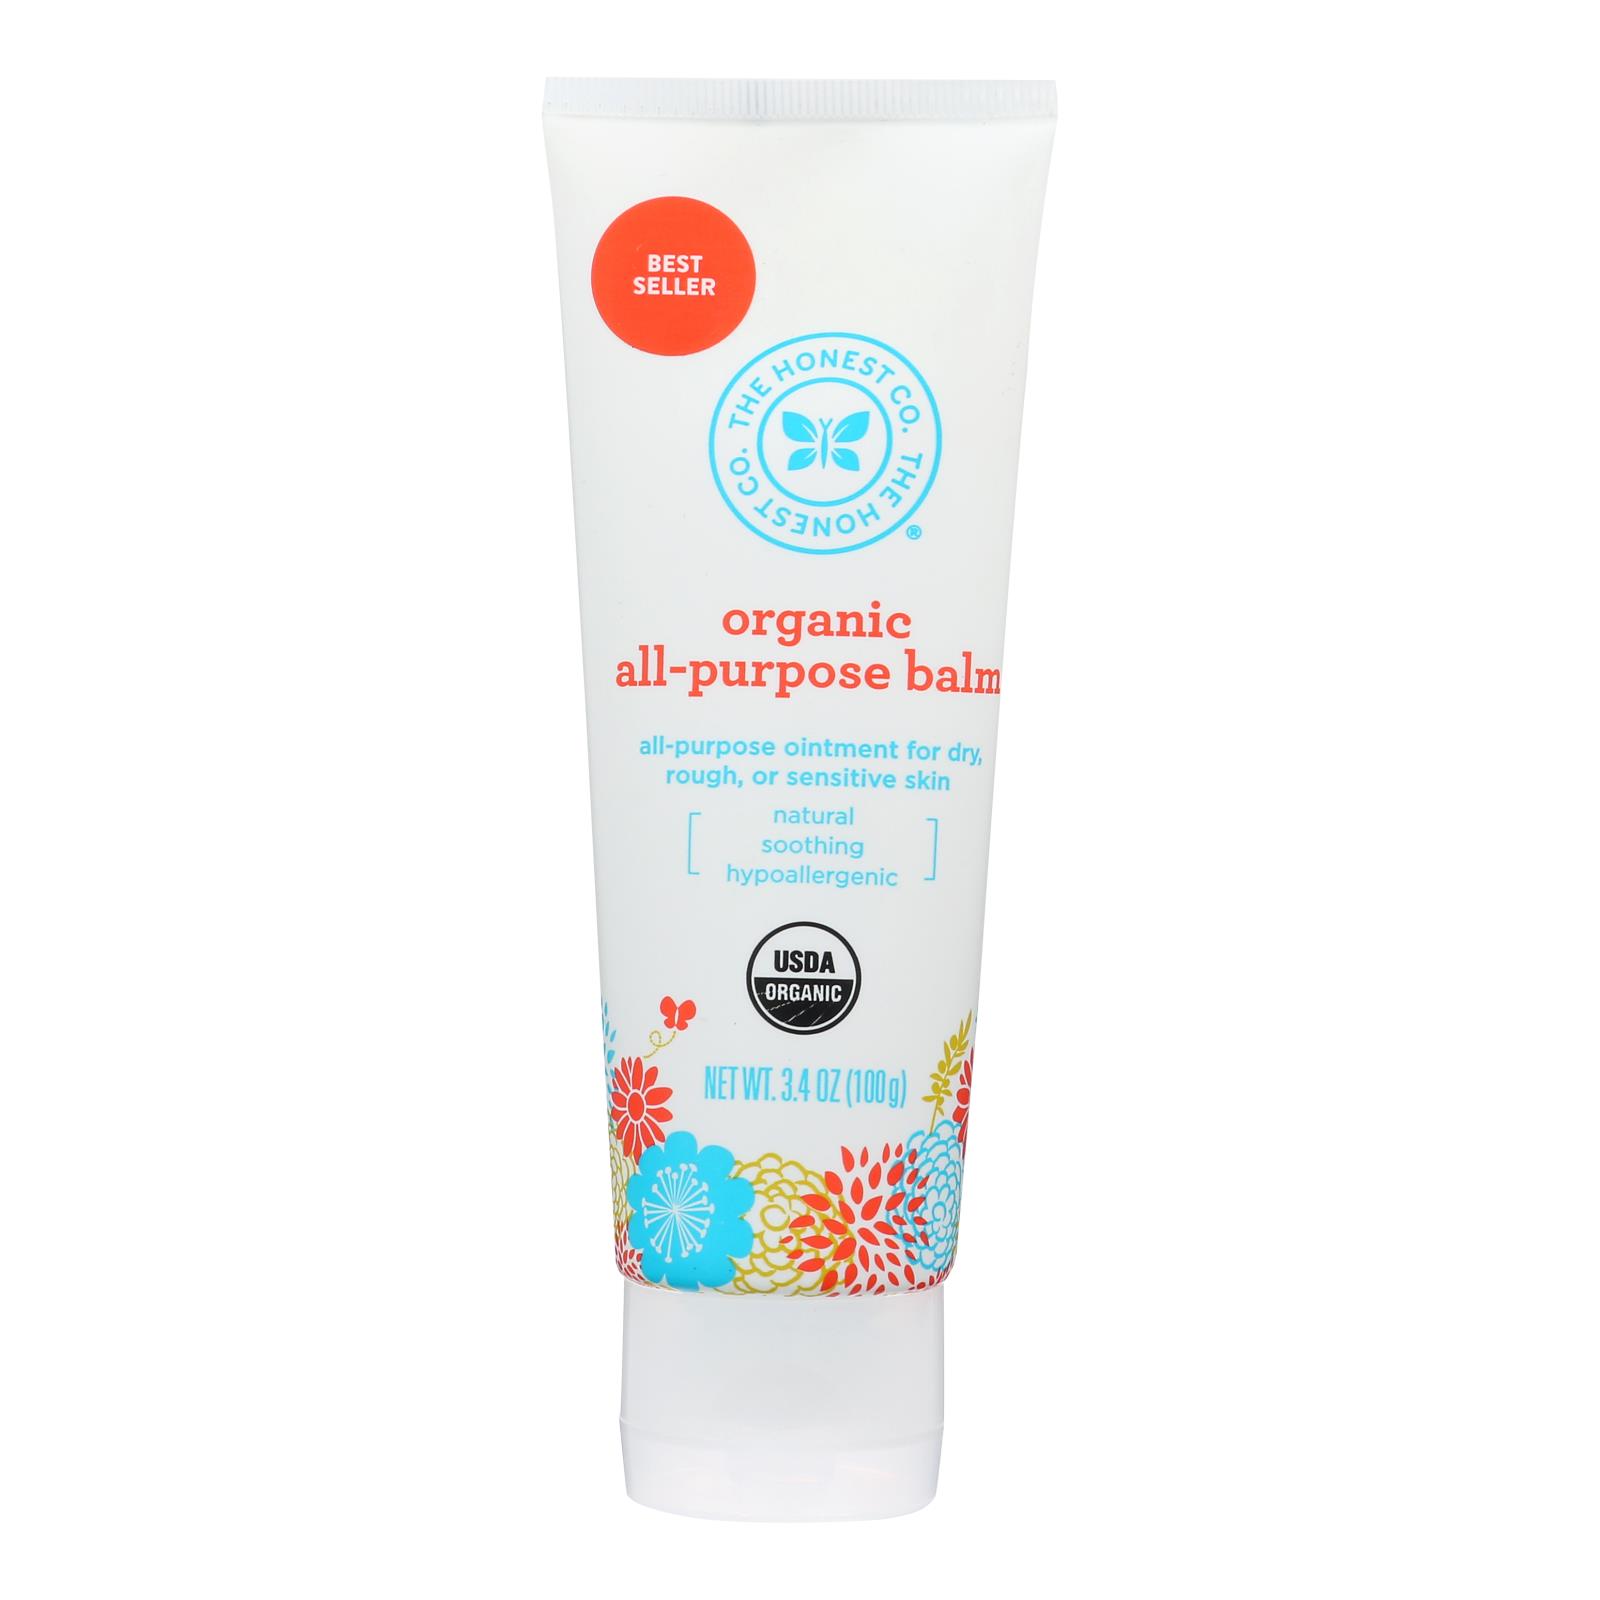 BEST
SELLER
THE HONEST CO. THE HONEST CO.
®
organic
all-purpose balm
all-purpose ointment for dry,
rough, or sensitive skin
natural
soothing
hypoallergenic
USDA
ORGANIC
NET WT. 3.4 OZ (100g)